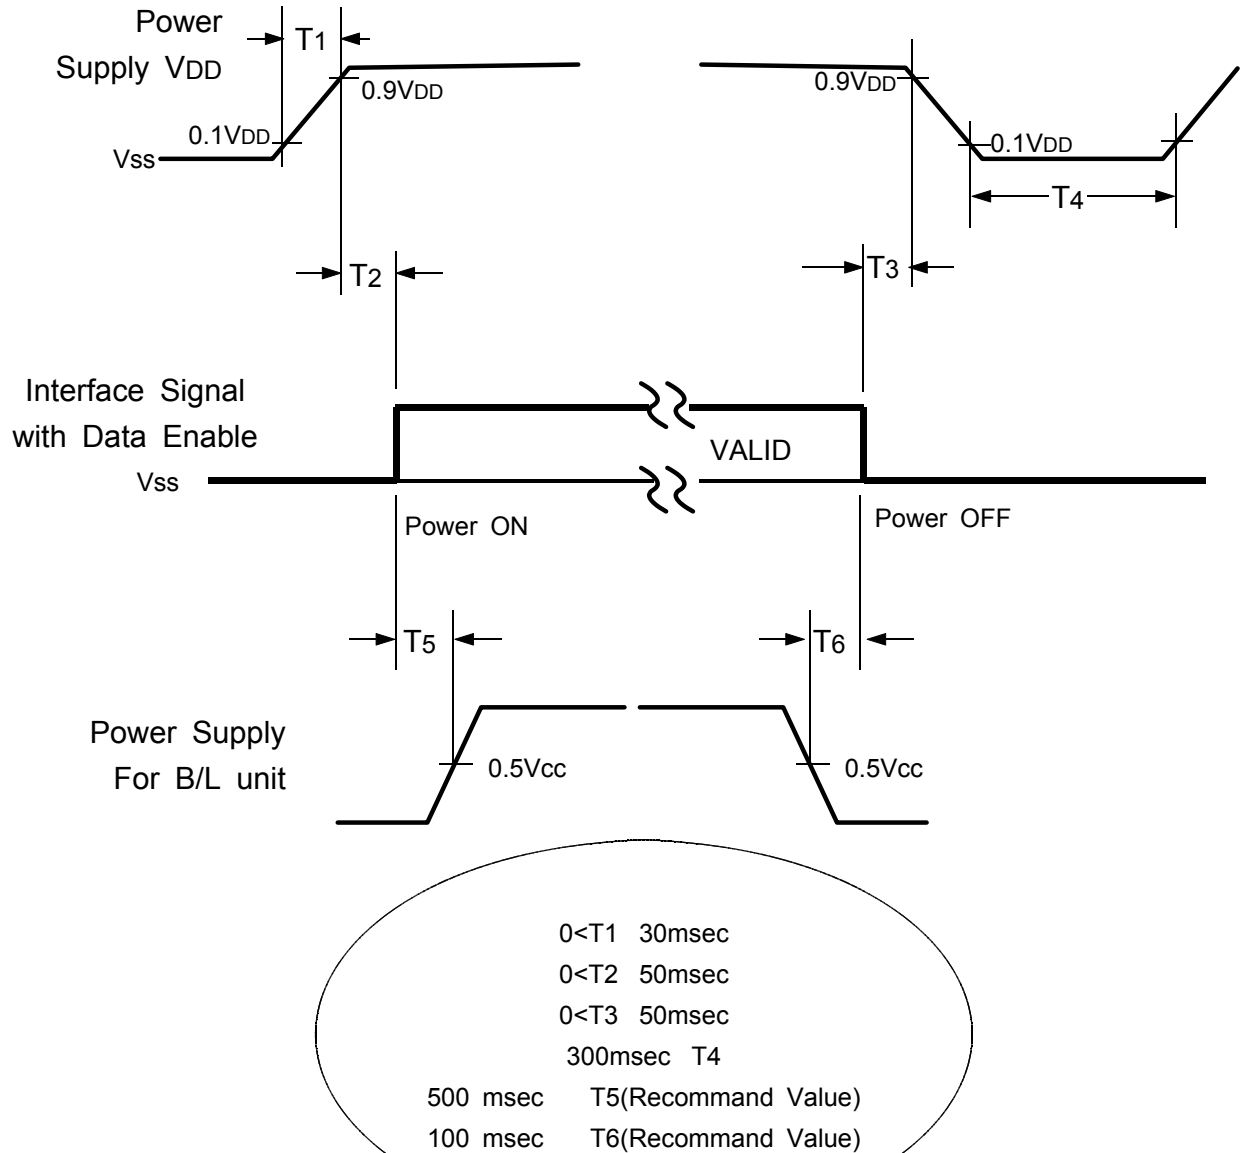 Power
Supply VDD
T1
0.9VDD
0.1VDD
Vss
0.9VDD
0.1VDD
T4
T2
T3
Interface Signal
with Data Enable
Vss
VALID
Power ON
Power OFF
T5
T6
Power Supply
For B/L unit
0.5Vcc
0.5Vcc
0<T1 30msec
0<T2 50msec
0<T3 50msec
300msec T4
500 msec T5(Recommand Value)
100 msec T6(Recommand Value)